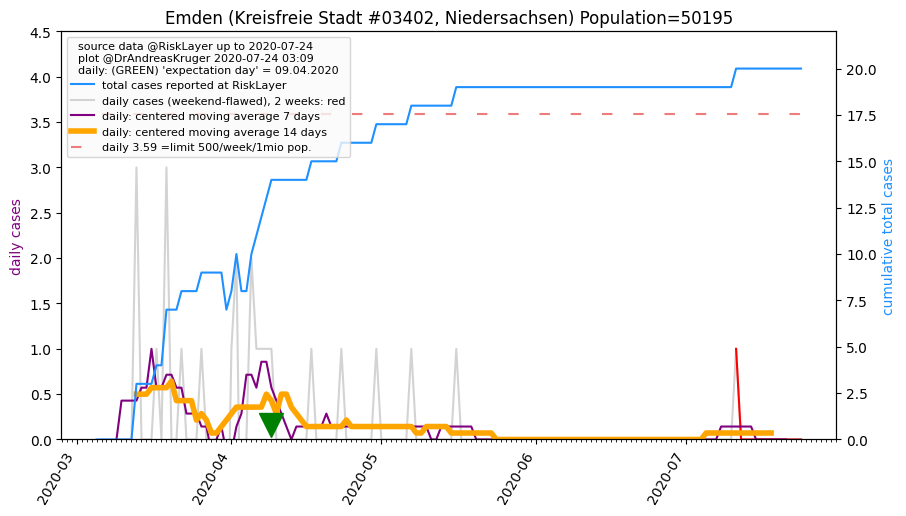 Emden (Kreisfreie Stadt #03402, Niedersachsen) Population=50195
source data @RiskLayer up to 2020-07-24
plot @DrAndreasKruger 2020-07-24 03:09
daily: (GREEN) 'expectation day' = 09.04.2020
total cases reported at RiskLayer
daily cases (weekend-flawed), 2 weeks: red
daily: centered moving average 7 days
daily: centered moving average 14 days
daily 3.59 =limit 500/week/1mio pop.
daily cases
4.5
4.0
3.5
3.0
2.5
2.0
1.5
1.0
0.5
0.0
cumulative total cases
20.0
17.5
15.0
12.5
10.0
7.5
5.0
2.5
0.0
2020-03
2020-04
2020-05
2020-06
2020-07